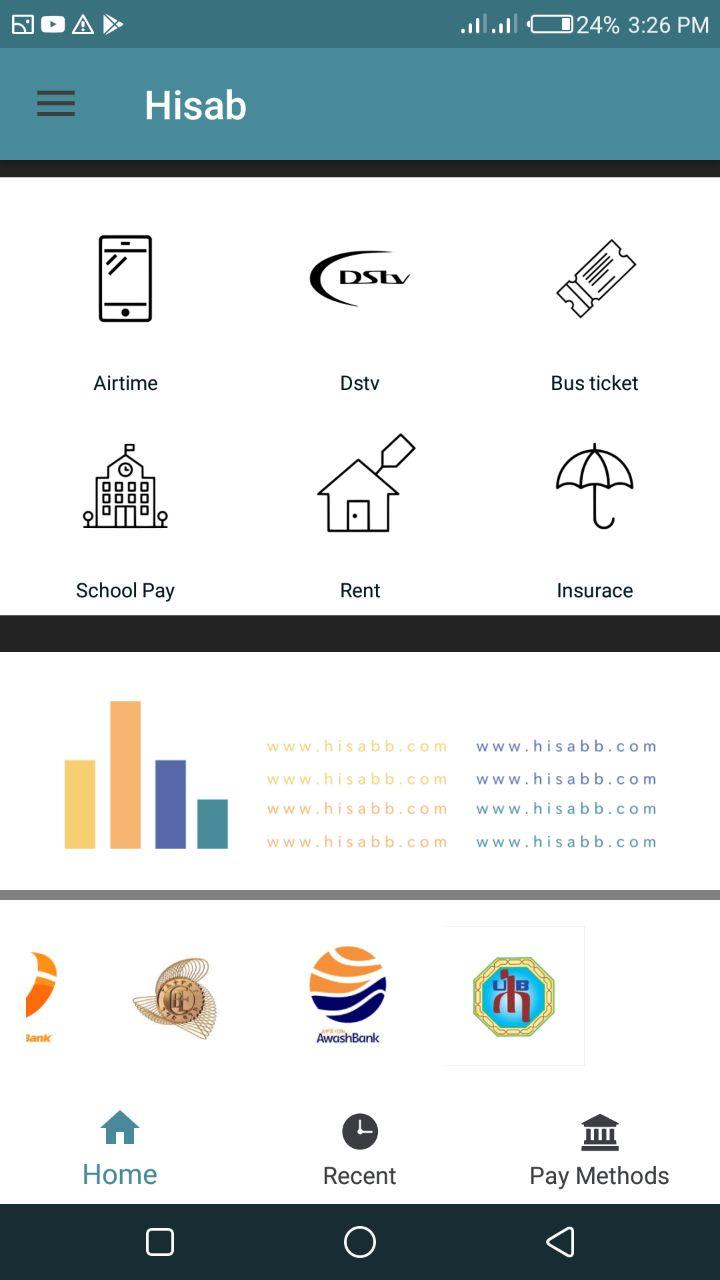 24% 3:26 PM
Hisab
DStv
Airtime
Dstv
Bus ticket
School Pay
Rent
Insurace
www.hisabb.com www.hisabb.com
www.hisabb.com www.hisabb.com
www.hisabb.com www.hisabb.com
www.hisabb.com www.hisabb.com
Bank
UB
AwashBank
Home
Recent
Pay Methods